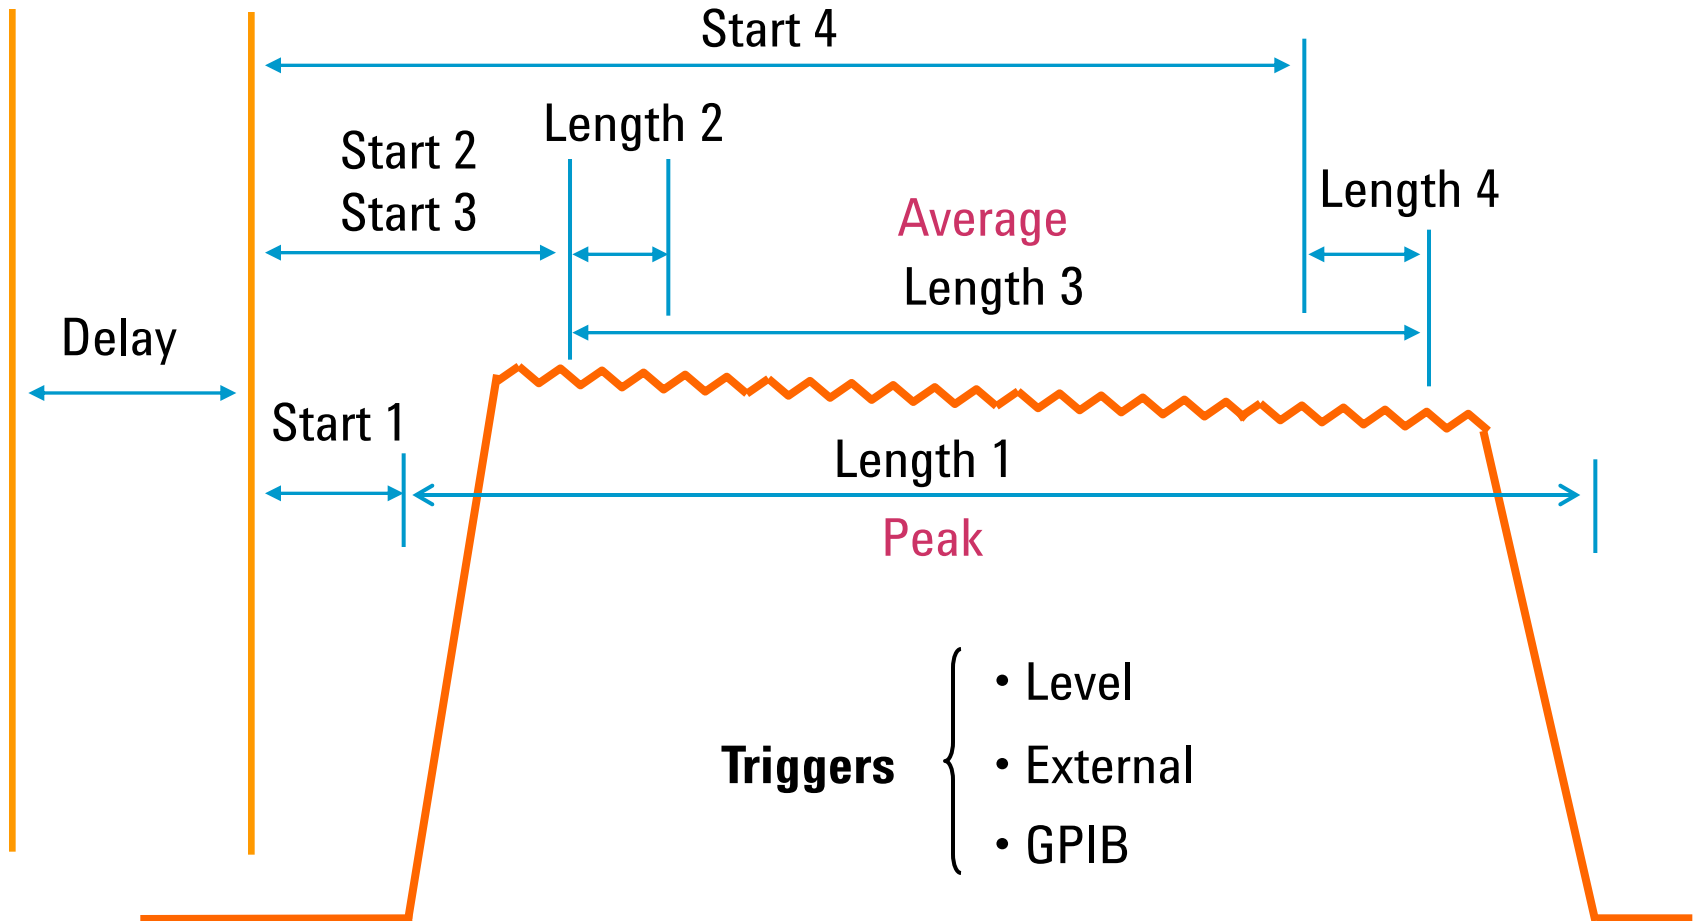 Start 4
Length 2
Start 2
Start 3
Length 4
Average
Length 3
Delay
Start 1
Length 1
Peak
Triggers
• Level
• External
• GPIB